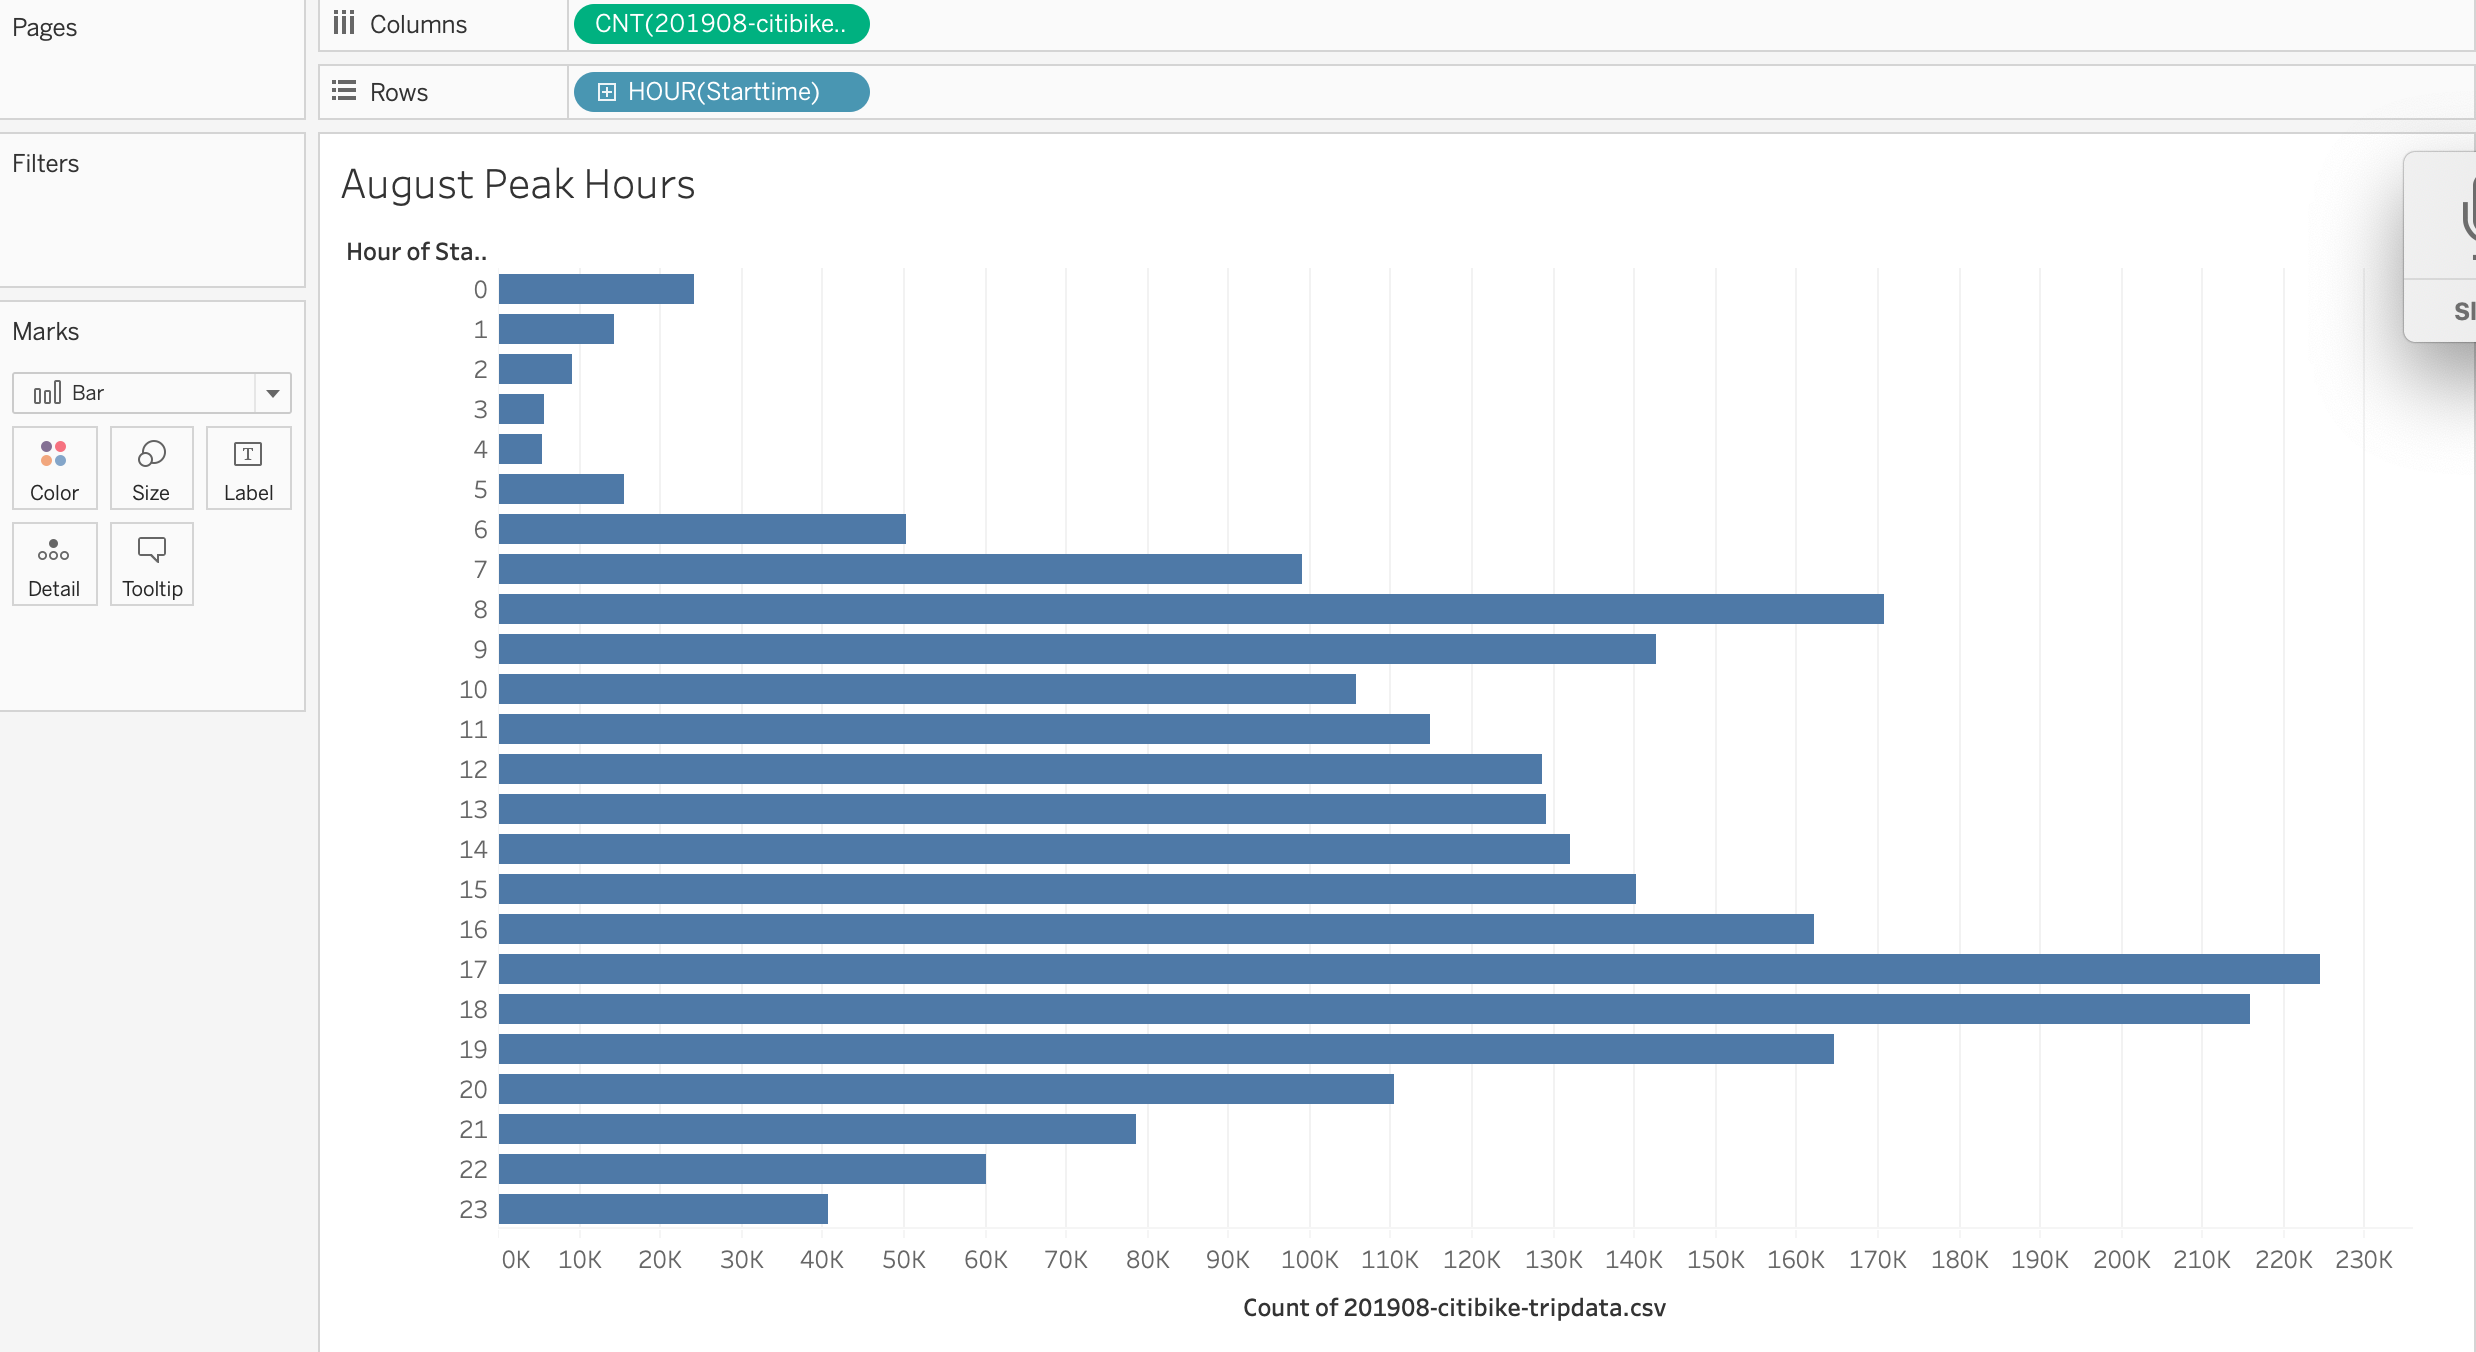 Pages
Columns
CNT(201908-citibike..
Rows
HOUR(Starttime)
Filters
August Peak Hours
Hour of Sta..
Marks
Bar
Color
Size
T
Label
Detail
Tooltip
0
1
2
3
4
5
6
7
8
9
10
11
12
13
14
15
16
17
18
19
20
21
22
23
0K 10K 20K 30K 40K 50K 60K 70K 80K 90K 100K 110K 120K 130K 140K 150K 160K 170K 180K 190K 200K 210K 220K 230K
Count of 201908-citibike-tripdata.csv